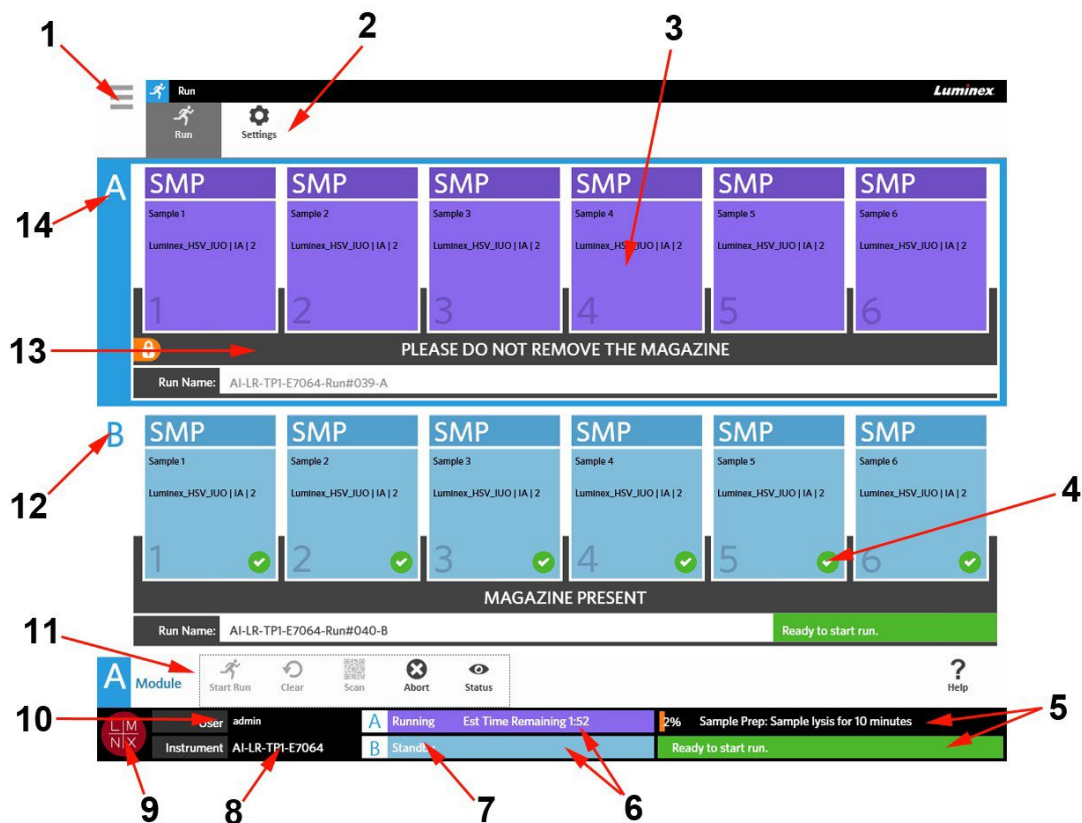 1
2
3
Run
Luminex
Run
Settings
A
SMP SMP SMP SMP SMP SMP
Sample 1 Sample 2 Sample 3 Sample 4 Sample 5 Sample 6
Luminex_HSV_IUO | IA | 2 Luminex_HSV_IUO | IA | 2 Luminex_HSV_IUO | IA | 2 Luminex_HSV_IUO | IA | 2 Luminex_HSV_IUO | IA | 2 Luminex_HSV_IUO | IA | 2
14
1 2 3 4 5 6
13
PLEASE DO NOT REMOVE THE MAGAZINE
Run Name: AI-LR-TP1-E7064-Run#039-A
B
SMP SMP SMP SMP SMP SMP
Sample 1 Sample 2 Sample 3 Sample 4 Sample 5 Sample 6
Luminex_HSV_IUO | IA | 2 Luminex_HSV_IUO | IA | 2 Luminex_HSV_IUO | IA | 2 Luminex_HSV_IUO | IA | 2 Luminex_HSV_IUO | IA | 2 Luminex_HSV_IUO | IA | 2
12
4
1 2 3 4 5 6
MAGAZINE PRESENT
Run Name: AI-LR-TP1-E7064-Run#040-B Ready to start run.
11
A Module
Start Run Clear Scan Abort Status
Help
10
User admin
A Running Est Time Remaining 1:52
2% Sample Prep: Sample lysis for 10 minutes
5
LM
NX
Instrument AI-LR-TP1-E7064
B Standby
Ready to start run.
9
8
7
6